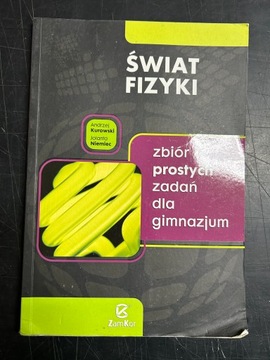 ŚWIAT
FIZYKI
Andrzej
Kurowski
Jolanta
Niemiec
zbiór
prostych
zadań
dla
gimnazjum
ZamKor